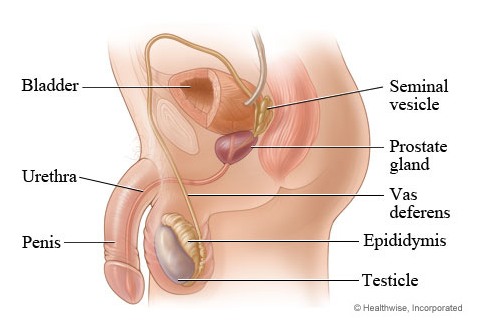 Bladder
Seminal
vesicle
Prostate
gland
Urethra
Vas
deferens
Penis
Epididymis
Testicle
© Healthwise, Incorporated